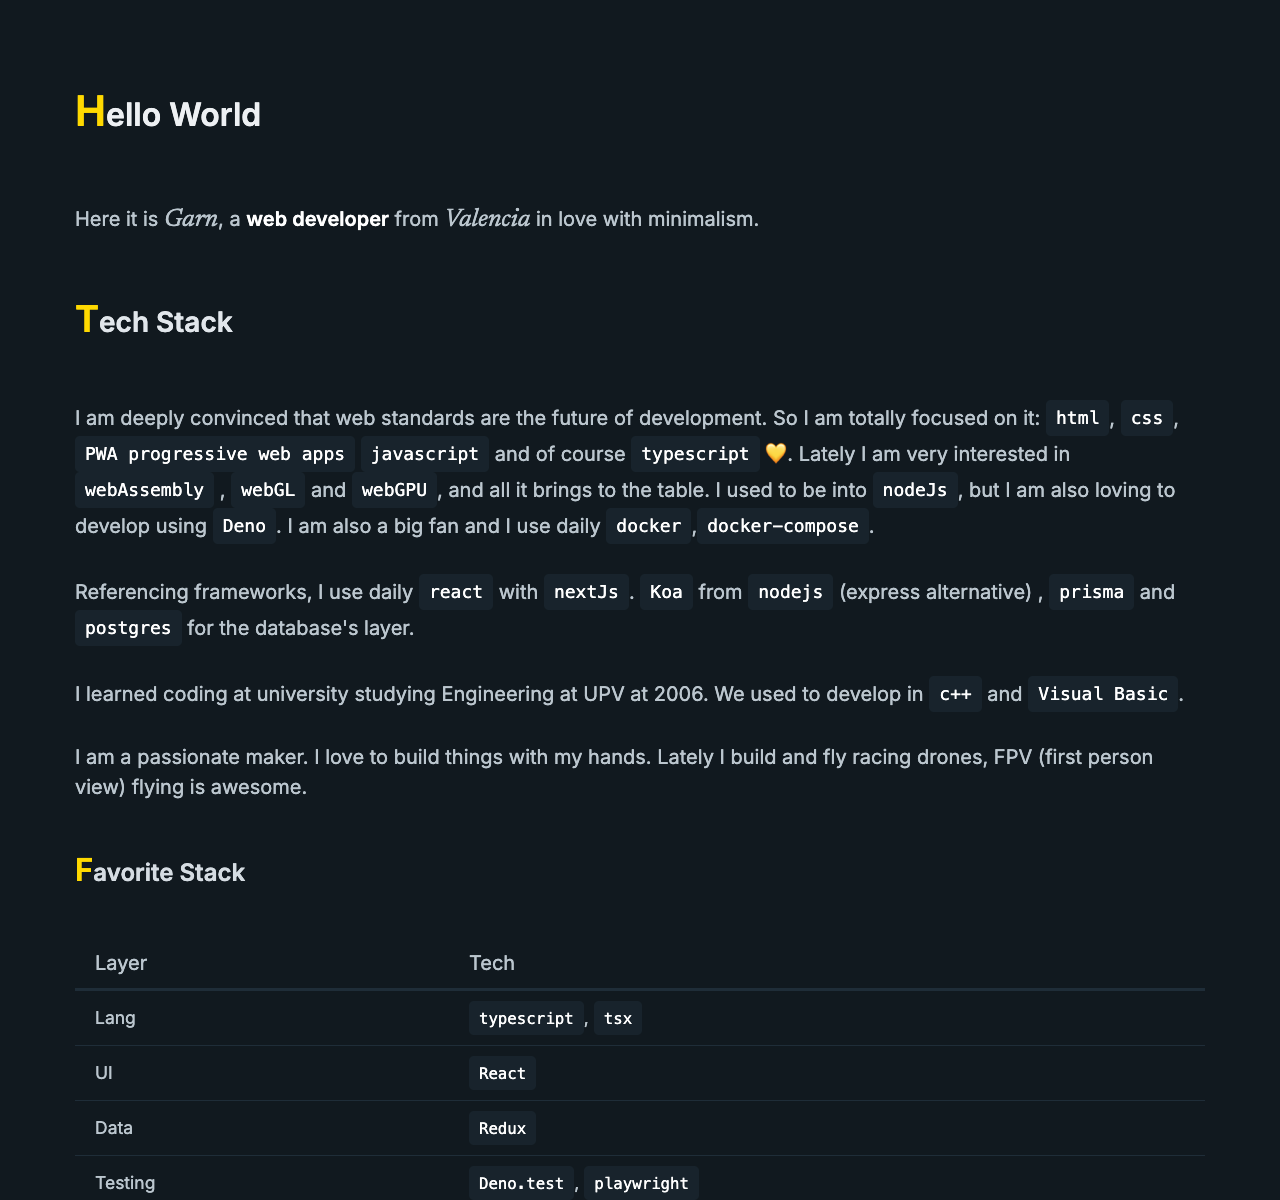 Hello World
Here it is Garn, a web developer from Valencia in love with minimalism.
Tech Stack
I am deeply convinced that web standards are the future of development. So I am totally focused on it: html, css,
PWA progressive web apps javascript and of course typescript 💛. Lately I am very interested in
webAssembly , webGL and webGPU, and all it brings to the table. I used to be into nodeJs, but I am also loving to
develop using Deno. I am also a big fan and I use daily docker,docker-compose.
Referencing frameworks, I use daily react with nextJs. Koa from nodejs (express alternative) , prisma and
postgres for the database's layer.
I learned coding at university studying Engineering at UPV at 2006. We used to develop in c++ and Visual Basic.
I am a passionate maker. I love to build things with my hands. Lately I build and fly racing drones, FPV (first person
view) flying is awesome.
Favorite Stack
Layer Tech
Lang typescript, tsx
UI React
Data Redux
Testing Deno.test, playwright